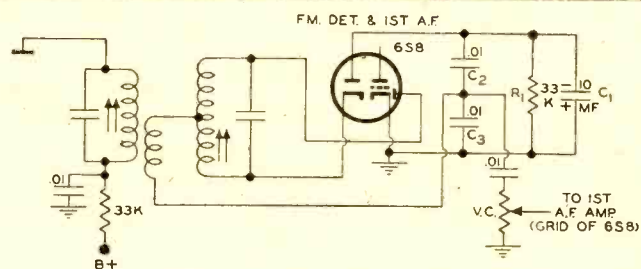 FM. DET. & 1ST A.F.
6S8
.01
C2
.01
C3
R1
33
K
10
MF
C1
.01
.01
33K
B+
V.C.
TO 1ST
A.F. AMP.
(GRID OF 6S8)